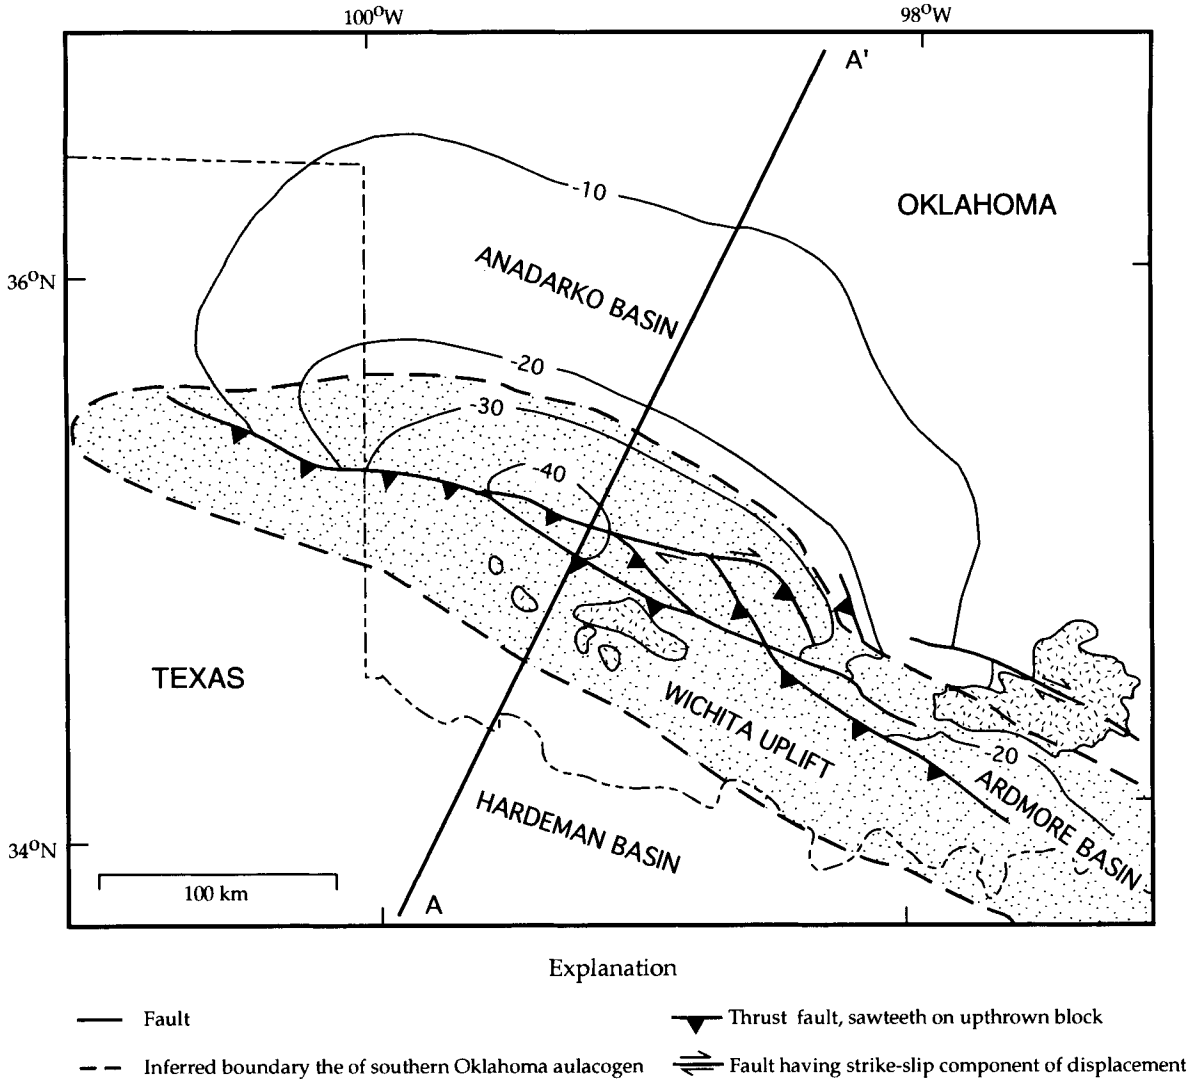 100°W
98°W
A'
-10
OKLAHOMA
ANADARKO BASIN
36°N
-20
-30
-40
TEXAS
WICHITA UPLIFT
-20
ARDMORE BASIN
HARDEMAN BASIN
34°N
100 km
A
Explanation
Fault
Thrust fault, sawteeth on upthrown block
Inferred boundary the of southern Oklahoma aulacogen
Fault having strike-slip component of displacement